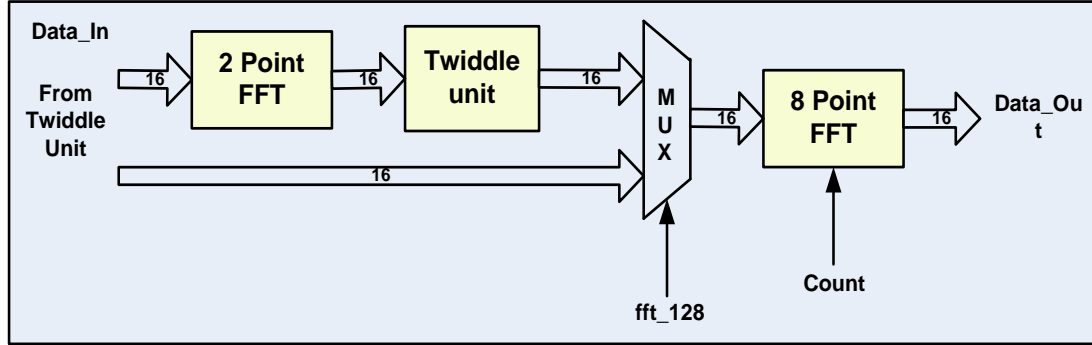 Data_In
From
Twiddle
Unit
16
2 Point
FFT
16
Twiddle
unit
16
16
M
U
X
16
8 Point
FFT
16
Data_Ou
t
fft_128
Count